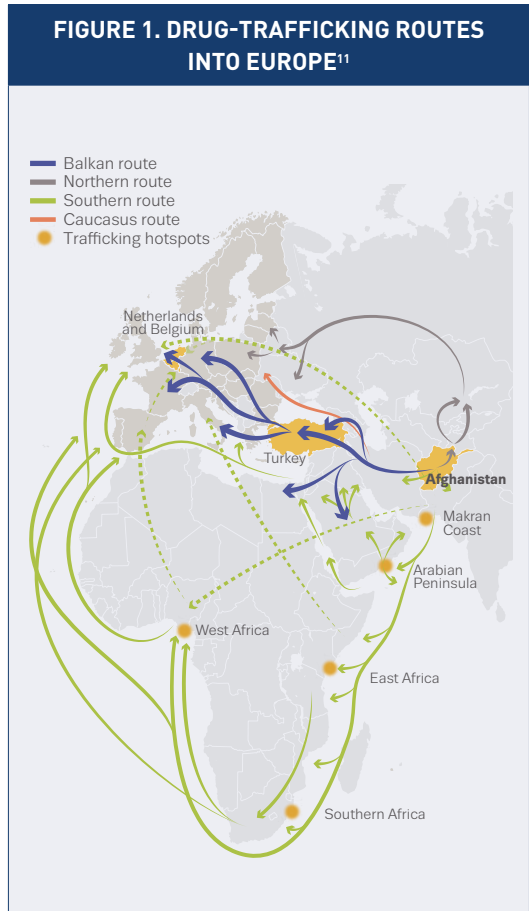 FIGURE 1. DRUG-TRAFFICKING ROUTES
INTO EUROPE¹¹
Balkan route
Northern route
Southern route
Caucasus route
Trafficking hotspots
Netherlands
and Belgium
Turkey
Afghanistan
Makran
Coast
Arabian
Peninsula
West Africa
East Africa
Southern Africa